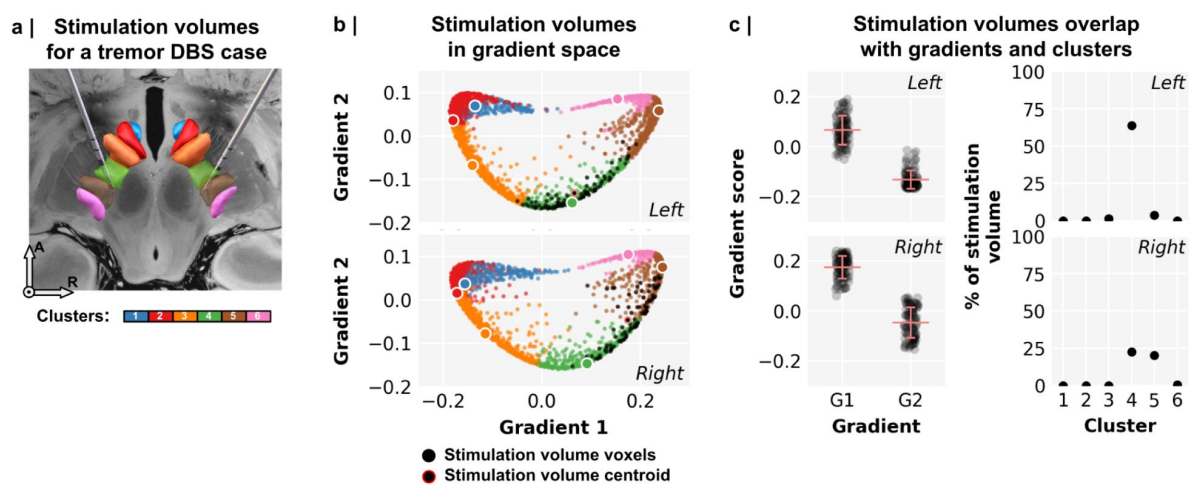 a | Stimulation volumes
for a tremor DBS case
A
R
Clusters: 1 2 3 4 5 6
b | Stimulation volumes
in gradient space
Gradient 2
0.1
0.0
−0.1
−0.2
Left
Gradient 2
0.1
0.0
−0.1
−0.2
Right
−0.2 0.0 0.2
Gradient 1
Stimulation volume voxels
Stimulation volume centroid
c | Stimulation volumes overlap
with gradients and clusters
Gradient score
0.2
0.0
−0.2
Left
0.2
0.0
−0.2
Right
G1 G2
Gradient
% of stimulation
volume
100
75
50
25
0
Left
100
75
50
25
0
Right
1 2 3 4 5 6
Cluster